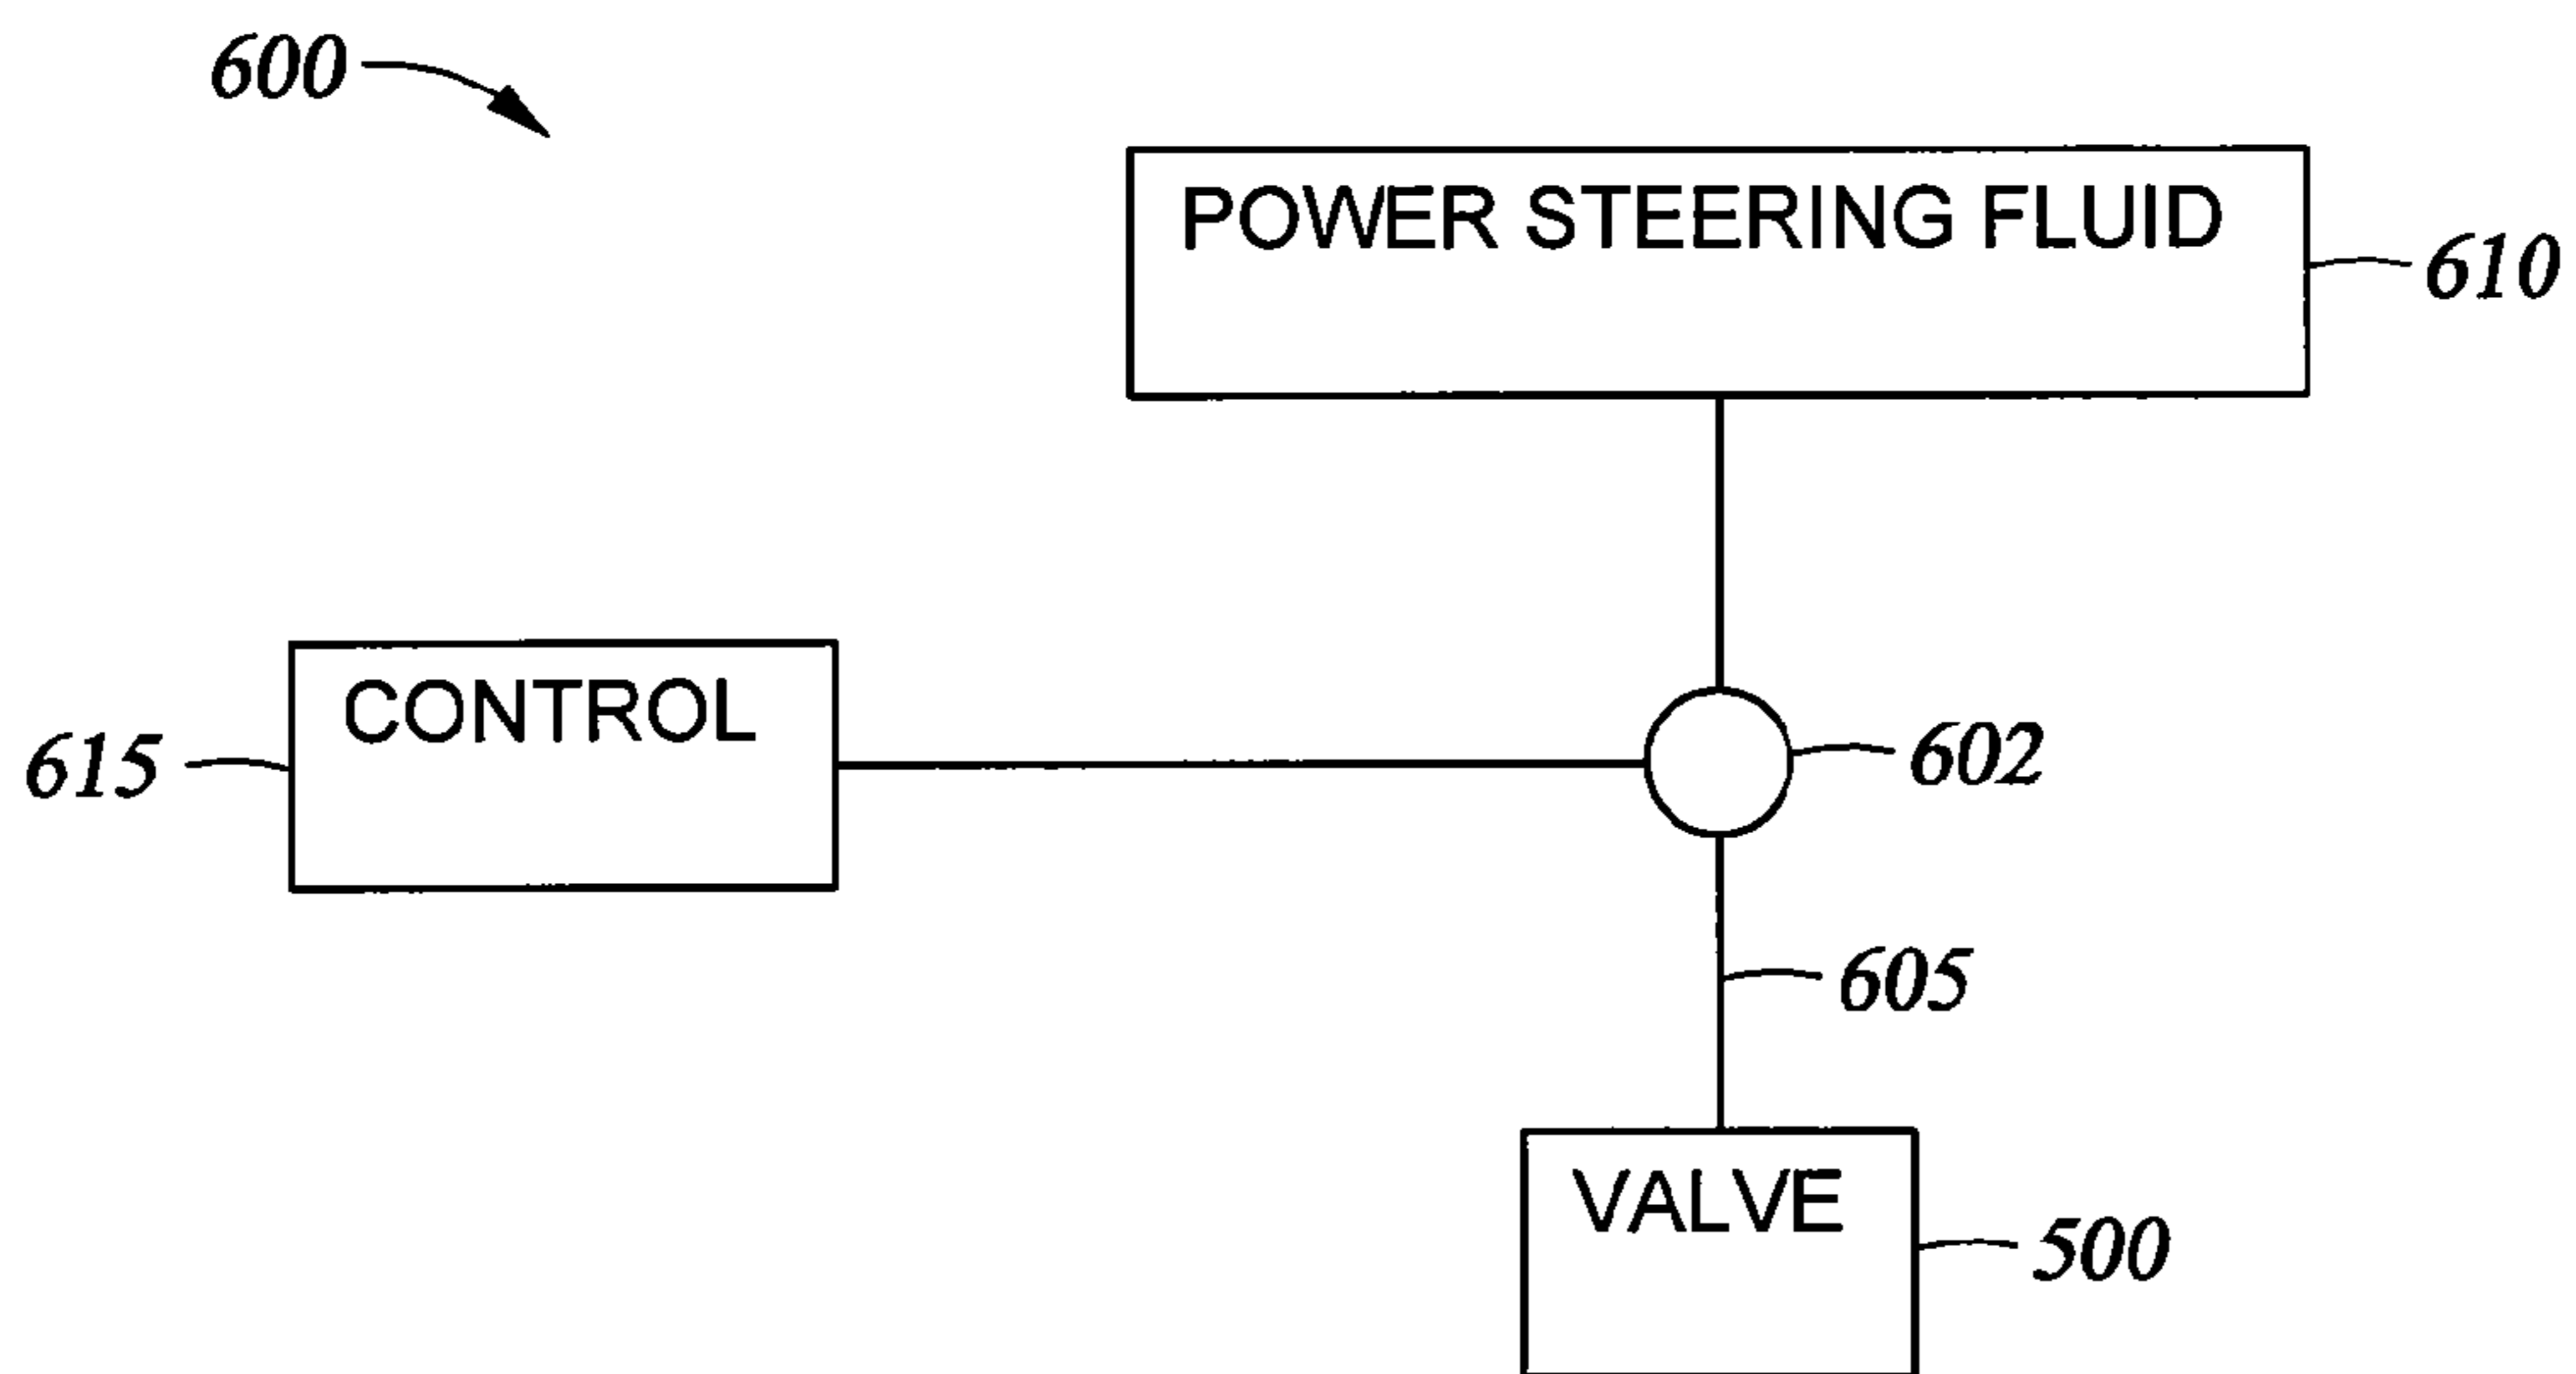 600
POWER STEERING FLUID
610
CONTROL
615
602
605
VALVE
500